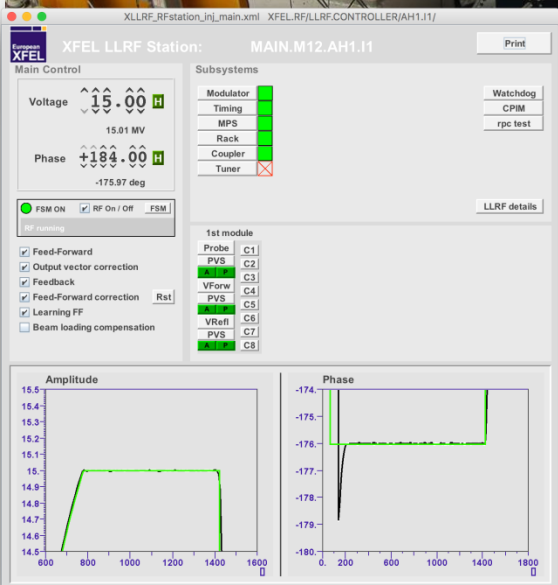 XLLRF_RFstation_inj_main.xml XFEL.RF/LLRF.CONTROLLER/AH1.I1/
European
XFEL
XFEL LLRF Station:
MAIN.M12.AH1.I1
Print
Main Control
Voltage
15.00
H
15.01 MV
Phase
+184.00
H
-175.97 deg
FSM ON
RF On / Off
FSM
RF running
Feed-Forward
Output vector correction
Feedback
Feed-Forward correction
Rst
Learning FF
Beam loading compensation
Subsystems
Modulator
Timing
MPS
Rack
Coupler
Tuner
Watchdog
CPIM
rpc test
LLRF details
1st module
Probe
PVS
A P
VForw
PVS
A P
VRefl
PVS
A P
C1
C2
C3
C4
C5
C6
C7
C8
Amplitude
15.5
15.4
15.3
15.2
15.1
15.
14.9
14.8
14.7
14.6
14.5
600 800 1000 1200 1400 1600
Phase
-174.
-175.
-176.
-177.
-178.
-179.
-180.
0. 200 600 1000 1400 1800